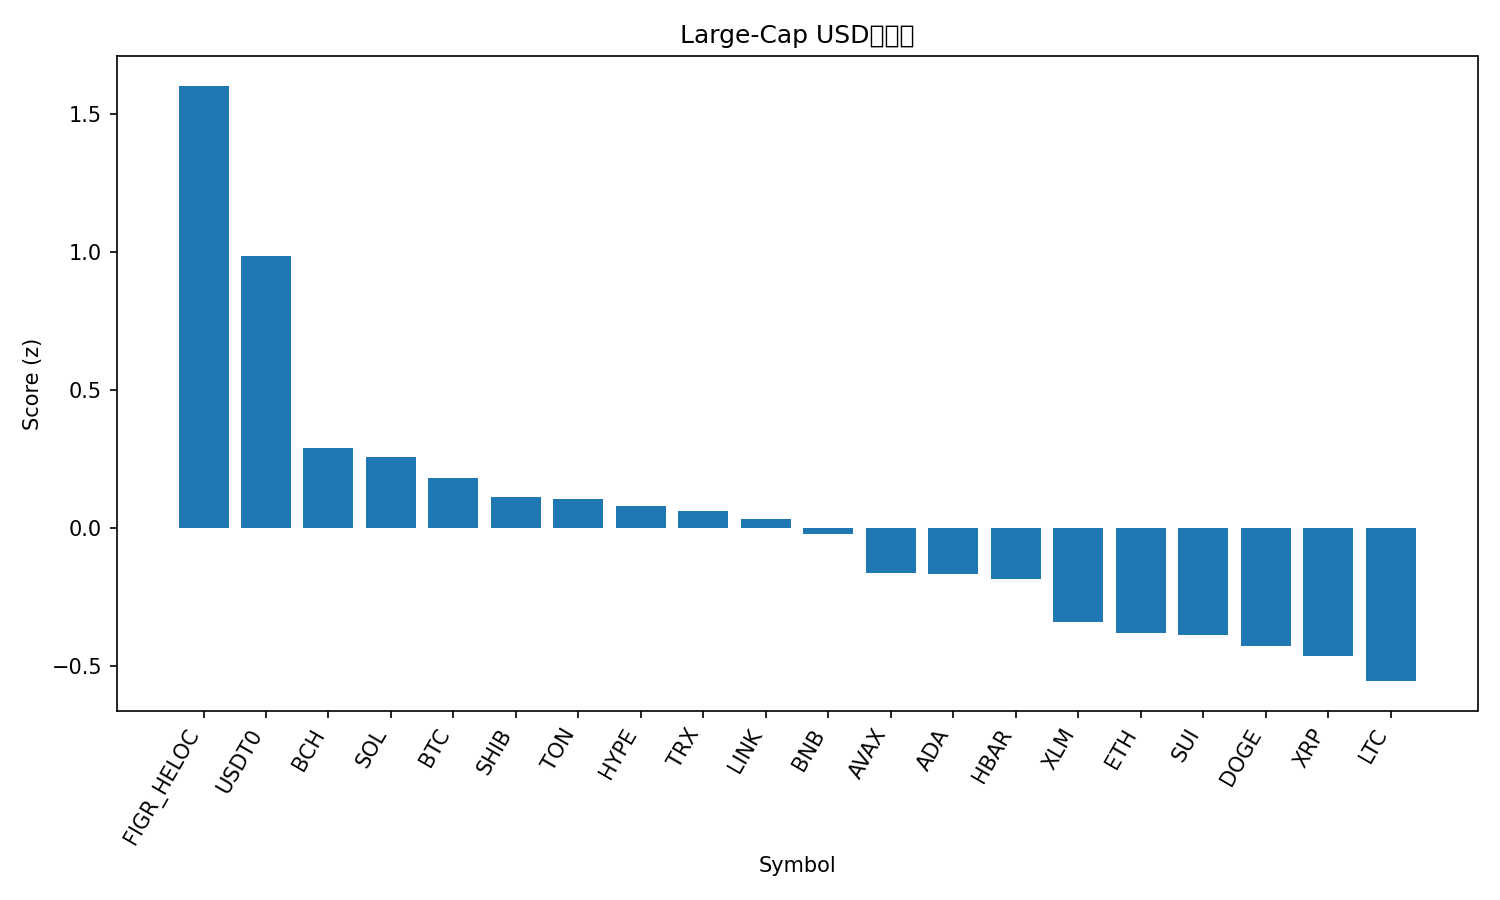 Large-Cap USD
1.5
1.0
0.5
0.0
−0.5
Score (z)
FIGR_HELOC
USDT0
BCH
SOL
BTC
SHIB
TON
HYPE
TRX
LINK
BNB
AVAX
ADA
HBAR
XLM
ETH
SUI
DOGE
XRP
LTC
Symbol